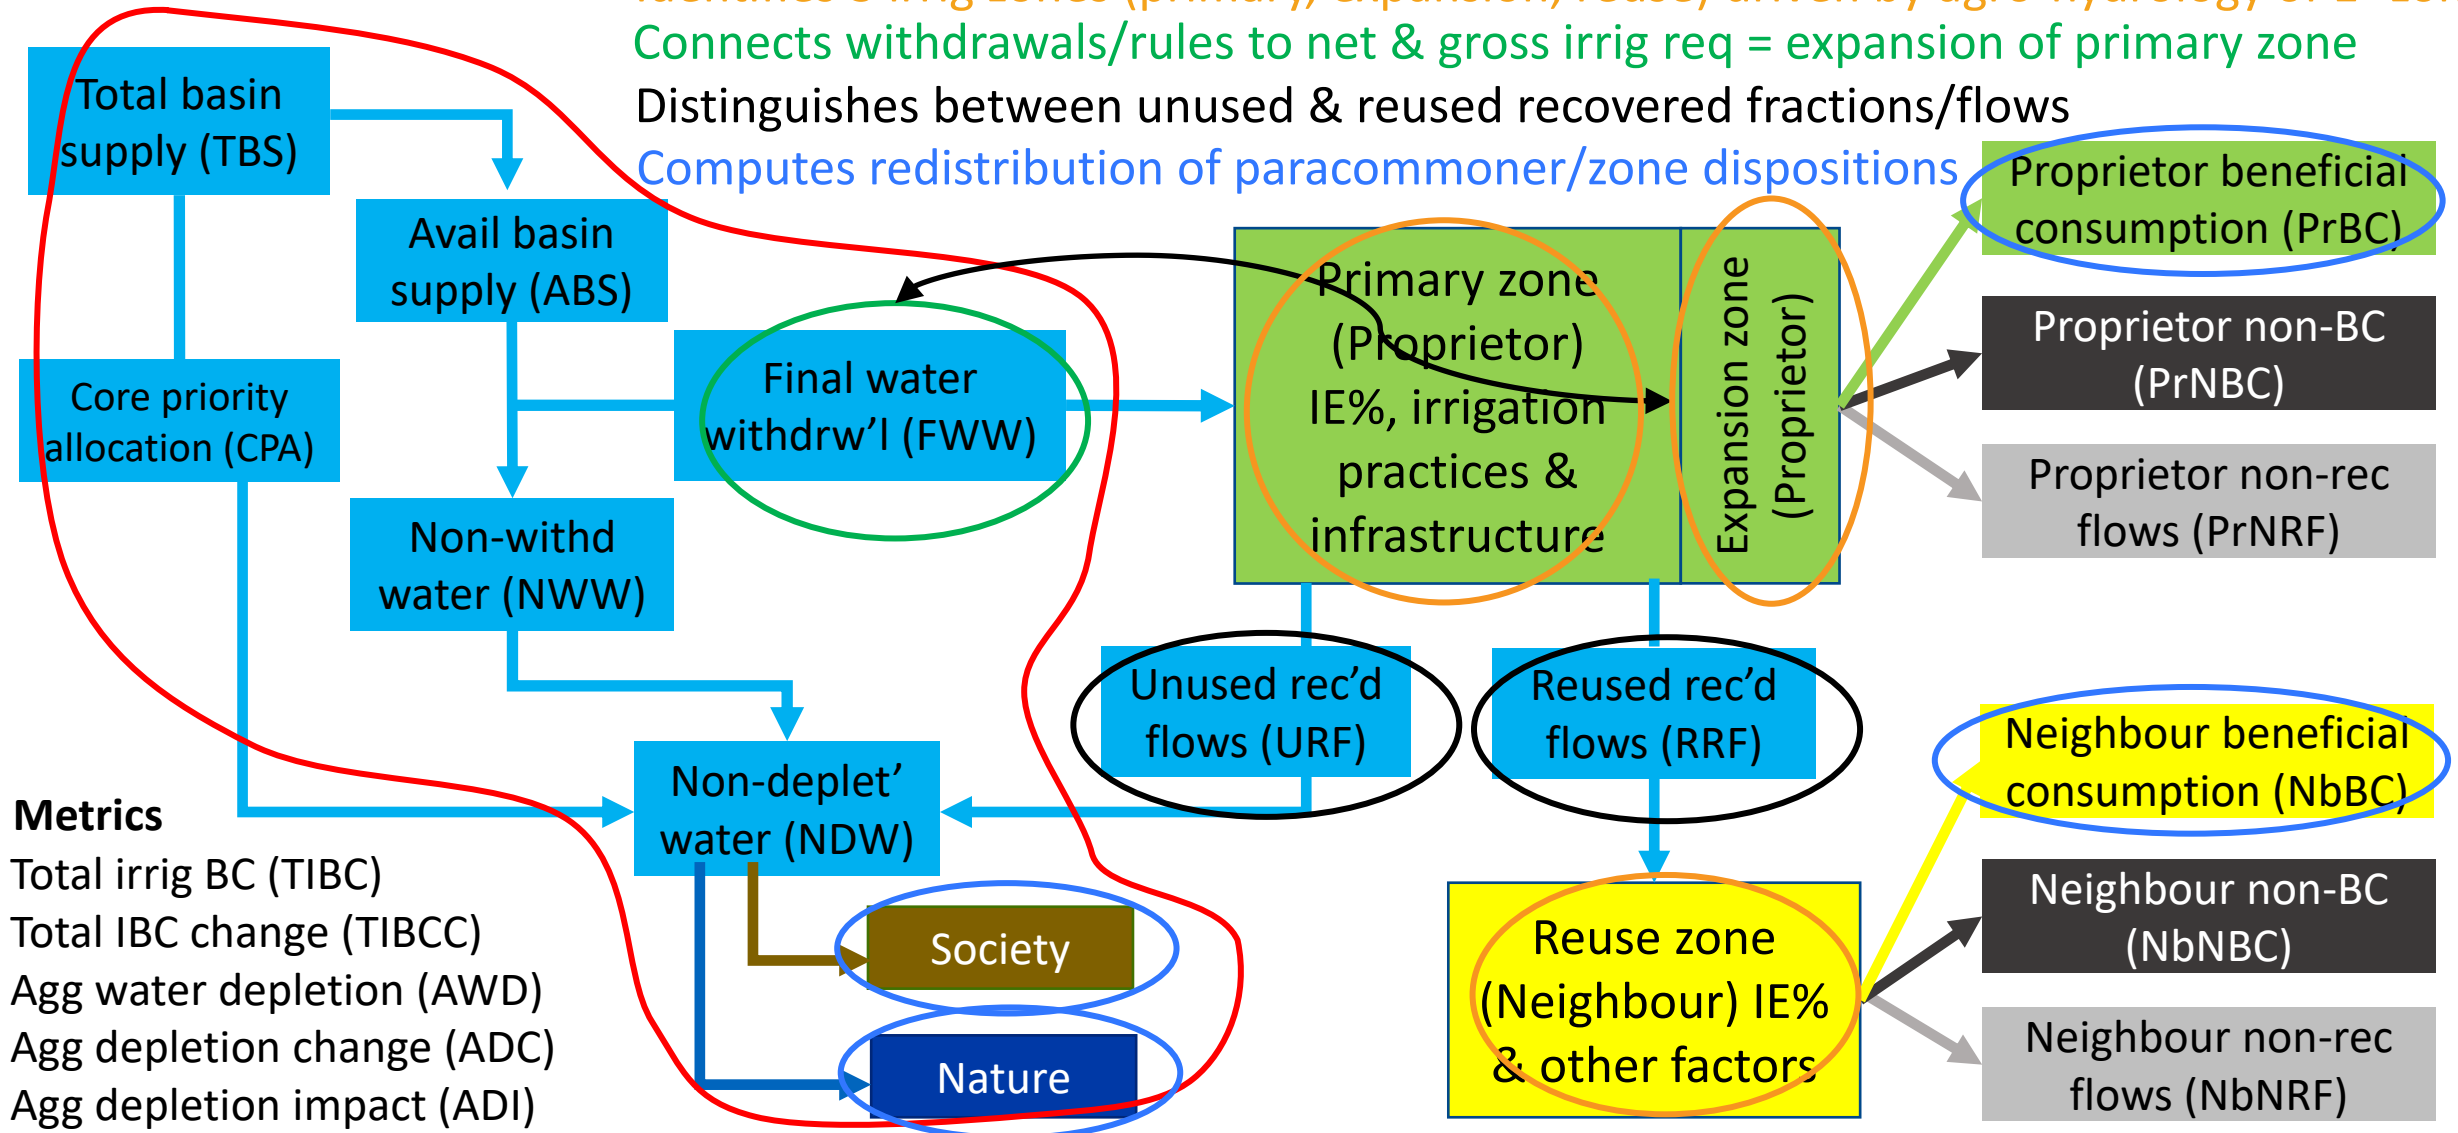 Connects withdrawals/rules to net & gross irrig req = expansion of primary zone
Distinguishes between unused & reused recovered fractions/flows
Computes redistribution of paracommoner/zone dispositions
Total basin
supply (TBS)
Avail basin
supply (ABS)
Core priority
allocation (CPA)
Final water
withdrw’l (FWW)
Non-withd
water (NWW)
Primary zone
(Proprietor)
IE%, irrigation
practices &
infrastructure
Expansion zone
(Proprietor)
Proprietor beneficial
consumption (PrBC)
Proprietor non-BC
(PrNBC)
Proprietor non-rec
flows (PrNRF)
Unused rec’d
flows (URF)
Reused rec’d
flows (RRF)
Non-deplet’
water (NDW)
Society
Nature
Reuse zone
(Neighbour) IE%
& other factors
Neighbour beneficial
consumption (NbBC)
Neighbour non-BC
(NbNBC)
Neighbour non-rec
flows (NbNRF)
Metrics
Total irrig BC (TIBC)
Total IBC change (TIBCC)
Agg water depletion (AWD)
Agg depletion change (ADC)
Agg depletion impact (ADI)